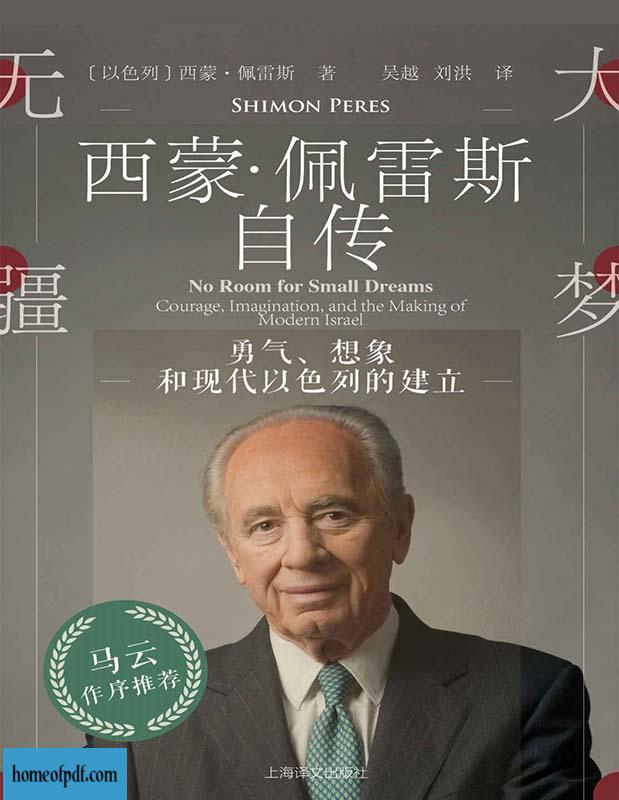 〔以色列〕西蒙·佩雷斯 著 吴越 刘洪 译
SHIMON PERES
大梦
无疆
西蒙·佩雷斯
自传
No Room for Small Dreams
Courage, Imagination, and the Making of
Modern Israel
勇气、想象
和现代以色列的建立
马云
作序推荐
上海译文出版社
homeofpdf.com